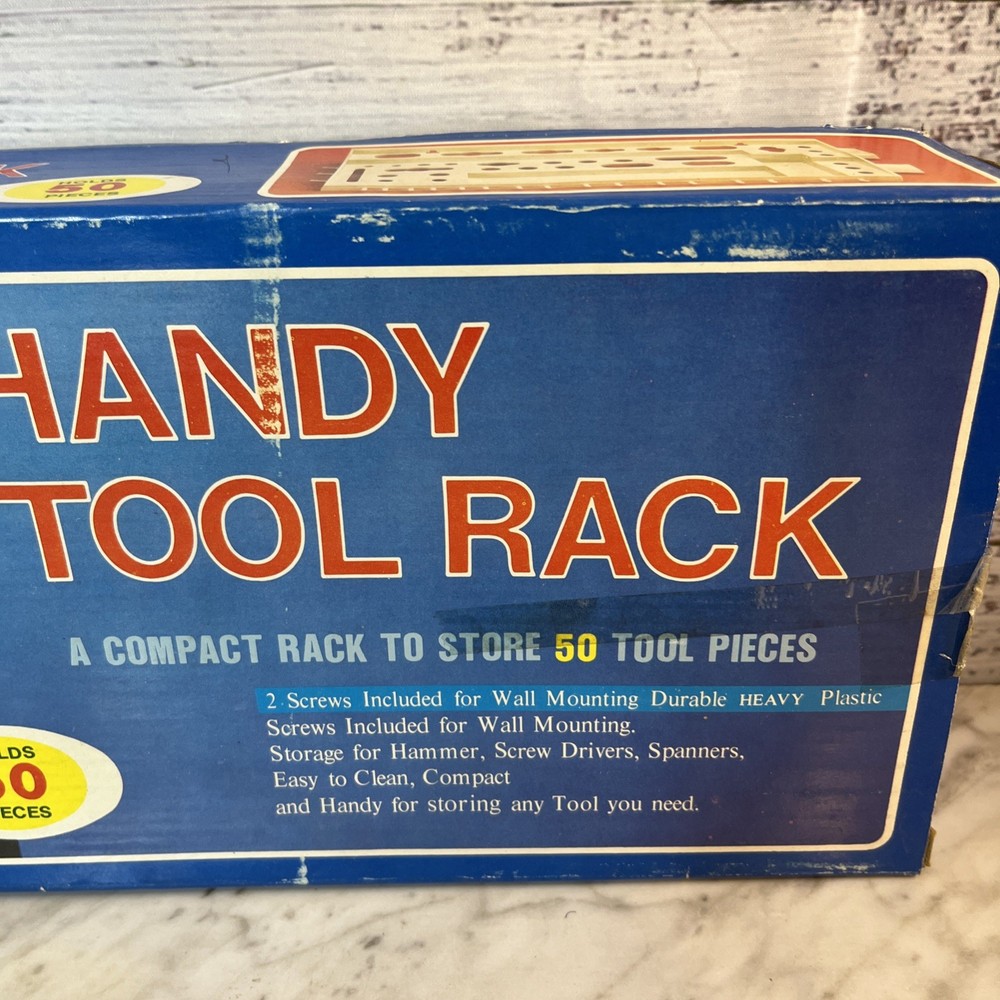 HOLDS
50
PIECES
HANDY
TOOL RACK
A COMPACT RACK TO STORE 50 TOOL PIECES
2 Screws Included for Wall Mounting Durable HEAVY Plastic
Screws Included for Wall Mounting.
Storage for Hammer, Screw Drivers, Spanners,
Easy to Clean, Compact
and Handy for storing any Tool you need.
LDS
50
ECES